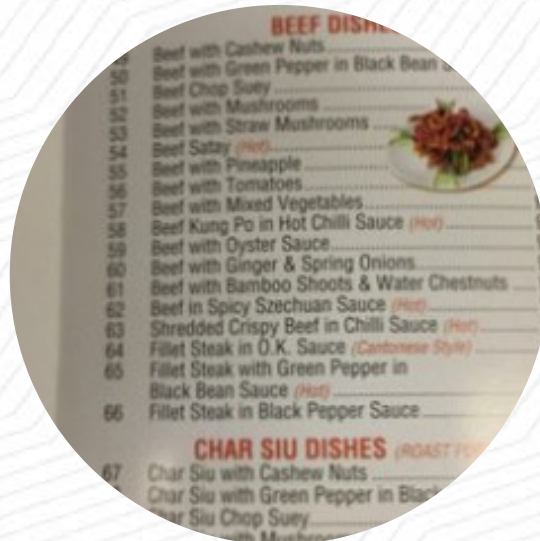 BEEF DISHE
49 Beef with Cashew Nuts
50 Beef with Green Pepper in Black Bean
51 Beef Chop Suey
52 Beef with Mushrooms
53 Beef with Straw Mushrooms
54 Beef Satay (Hot)
55 Beef with Pineapple
56 Beef with Tomatoes
57 Beef with Mixed Vegetables
58 Beef Kung Po in Hot Chilli Sauce (Hot)
59 Beef with Oyster Sauce
60 Beef with Ginger & Spring Onions
61 Beef with Bamboo Shoots & Water Chestnuts
62 Beef in Spicy Szechuan Sauce (Hot)
63 Shredded Crispy Beef in Chilli Sauce (Hot)
64 Fillet Steak in O.K. Sauce (Cantonese Style)
65 Fillet Steak with Green Pepper in
Black Bean Sauce (Hot)
66 Fillet Steak in Black Pepper Sauce
CHAR SIU DISHES (ROAST
67 Char Siu with Cashew Nuts
Char Siu with Green Pepper in Black
Char Siu Chop Suey
with Mushroom